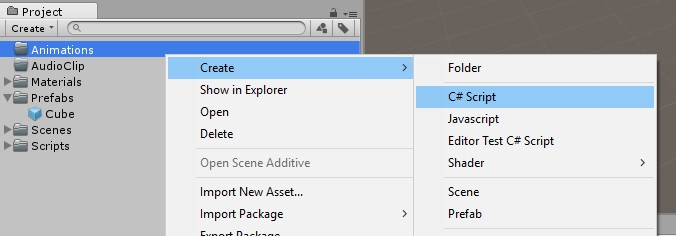 Project
Create
Animations
AudioClip
Materials
Prefabs
Cube
Scenes
Scripts
Create
Show in Explorer
Open
Delete
Open Scene Additive
Import New Asset...
Import Package
Export Package
Folder
C# Script
Javascript
Editor Test C# Script
Shader
Scene
Prefab